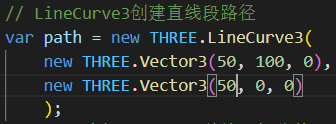 // LineCurve3创建直线段路径
var path = new THREE.LineCurve3(
new THREE.Vector3(50, 100, 0),
new THREE.Vector3(50, 0, 0)
);